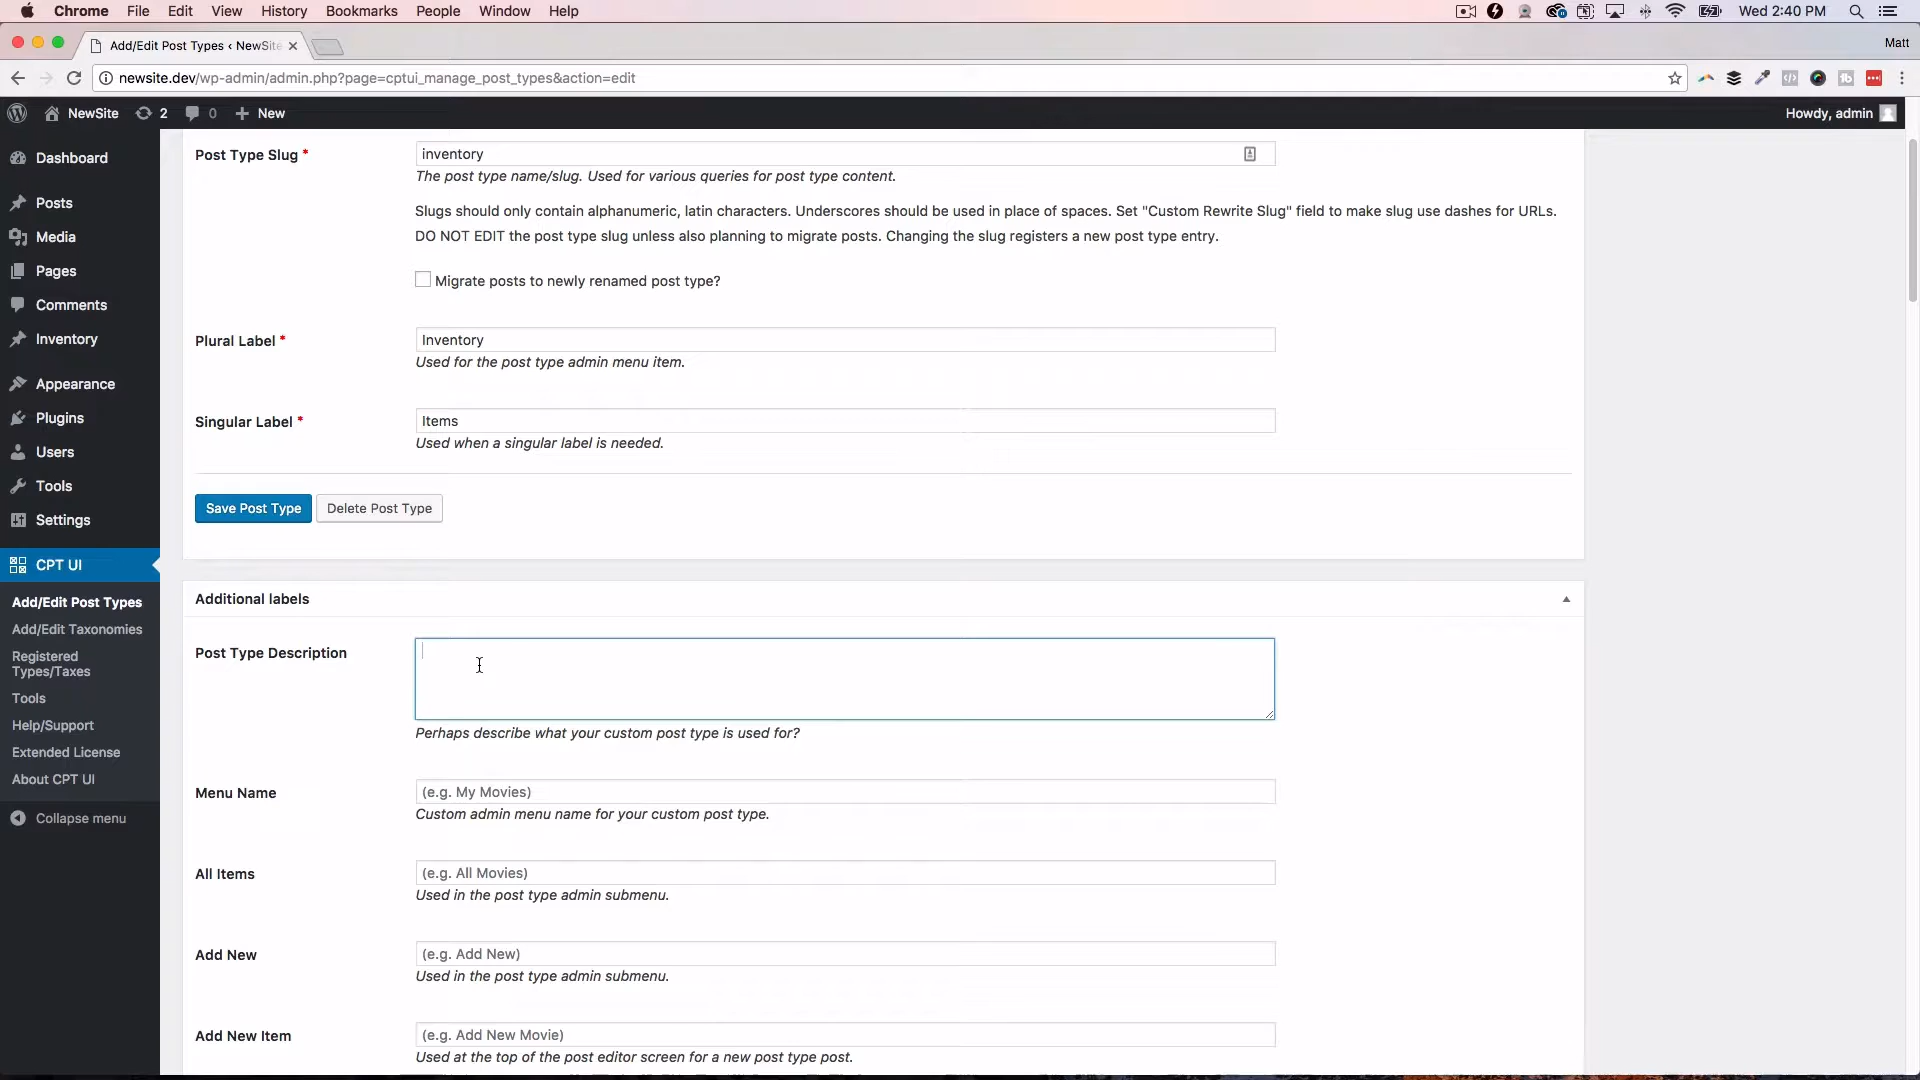 Chrome File Edit View History Bookmarks People Window Help Wed 2:40 PM
Add/Edit Post Types ‹ NewSite Matt
newsite.dev/wp-admin/admin.php?page=cptui_manage_post_types&action=edit
NewSite 2 0 New Howdy, admin
Dashboard
Posts
Media
Pages
Comments
Inventory
Appearance
Plugins
Users
Tools
Settings
CPT UI
Add/Edit Post Types
Add/Edit Taxonomies
Registered
Types/Taxes
Tools
Help/Support
Extended License
About CPT UI
Collapse menu
Post Type Slug * inventory
The post type name/slug. Used for various queries for post type content.
Slugs should only contain alphanumeric, latin characters. Underscores should be used in place of spaces. Set "Custom Rewrite Slug" field to make slug use dashes for URLs.
DO NOT EDIT the post type slug unless also planning to migrate posts. Changing the slug registers a new post type entry.
Migrate posts to newly renamed post type?
Plural Label * Inventory
Used for the post type admin menu item.
Singular Label * Items
Used when a singular label is needed.
Save Post Type Delete Post Type
Additional labels
Post Type Description
Perhaps describe what your custom post type is used for?
Menu Name (e.g. My Movies)
Custom admin menu name for your custom post type.
All Items (e.g. All Movies)
Used in the post type admin submenu.
Add New (e.g. Add New)
Used in the post type admin submenu.
Add New Item (e.g. Add New Movie)
Used at the top of the post editor screen for a new post type post.